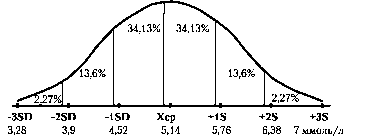 34,13% 34,13%
13,6% 13,6%
2,27% 2,27%
-3SD -2SD -1SD Xср +1S +2S +3S
3,28 3,9 4,52 5,14 5,76 6,38 7 ммоль/л